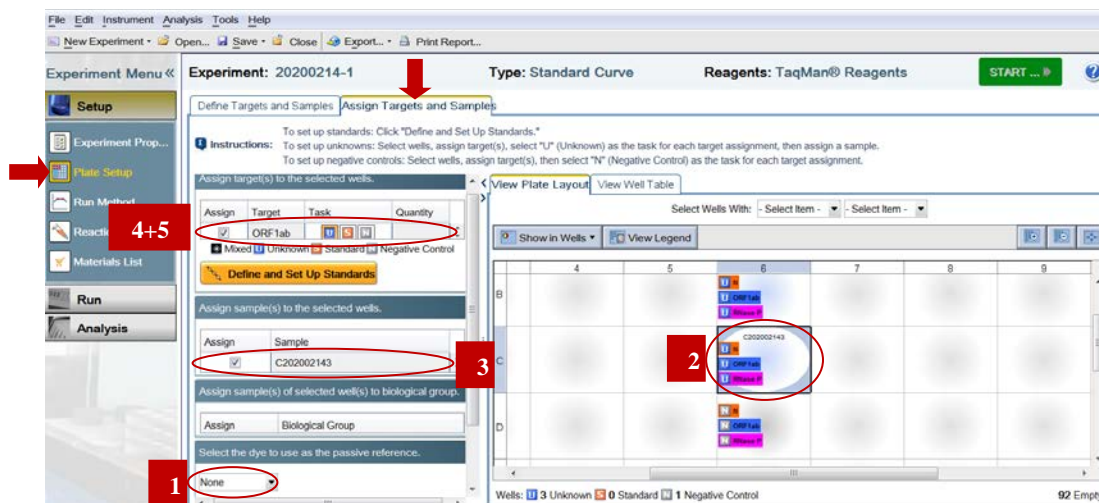 File Edit Instrument Analysis Tools Help
New Experiment Open... Save Close Export... Print Report...
Experiment Menu «
Experiment: 20200214-1 Type: Standard Curve Reagents: TaqMan® Reagents START ...
Setup
Experiment Prop...
Plate Setup
Run Method
Materials List
Run
Analysis
Define Targets and Samples Assign Targets and Samples
Instructions: To set up standards: Click "Define and Set Up Standards."
To set up unknowns: Select wells, assign target(s), select "U" (Unknown) as the task for each target assignment, then assign a sample.
To set up negative controls: Select wells, assign target(s), then select "N" (Negative Control) as the task for each target assignment.
Assign target(s) to the selected wells.
Assign Target Task Quantity
ORF1ab U S N
Mixed U Unknown S Standard N Negative Control
Define and Set Up Standards
4+5
Assign sample(s) to the selected wells.
Assign Sample
C202002143
3
Assign sample(s) of selected well(s) to biological group.
Assign Biological Group
Select the dye to use as the passive reference.
1
None
View Plate Layout View Well Table
Select Wells With: - Select Item - - Select Item -
Show in Wells View Legend
4 5 6 7 8 9
B
U N
U ORF1ab
U RNase P
C
C202002143
U N
U ORF1ab
U RNase P
2
D
N N
N ORF1ab
N RNase P
Wells: U 3 Unknown S 0 Standard N 1 Negative Control 92 Empty